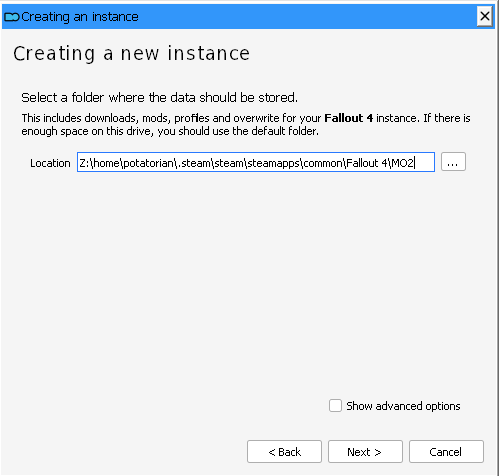 Creating an instance
Creating a new instance
Select a folder where the data should be stored.
This includes downloads, mods, profies and overwrite for your Fallout 4 instance. If there is
enough space on this drive, you should use the default folder.
Location Z:\home\potatorian\.steam\steam\steamapps\common\Fallout 4\MO2 ...
Show advanced options
< Back Next > Cancel